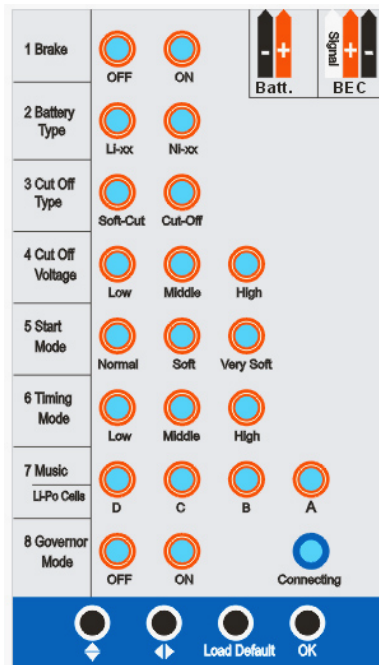 1 Brake
OFF ON
- + Signal + -
Batt. BEC
2 Battery
Type
Li-xx Ni-xx
3 Cut Off
Type
Soft-Cut Cut-Off
4 Cut Off
Voltage
Low Middle High
5 Start
Mode
Normal Soft Very Soft
6 Timing
Mode
Low Middle High
7 Music
Li-Po Cells
D C B A
8 Governor
Mode
OFF ON Connecting
Load Default OK